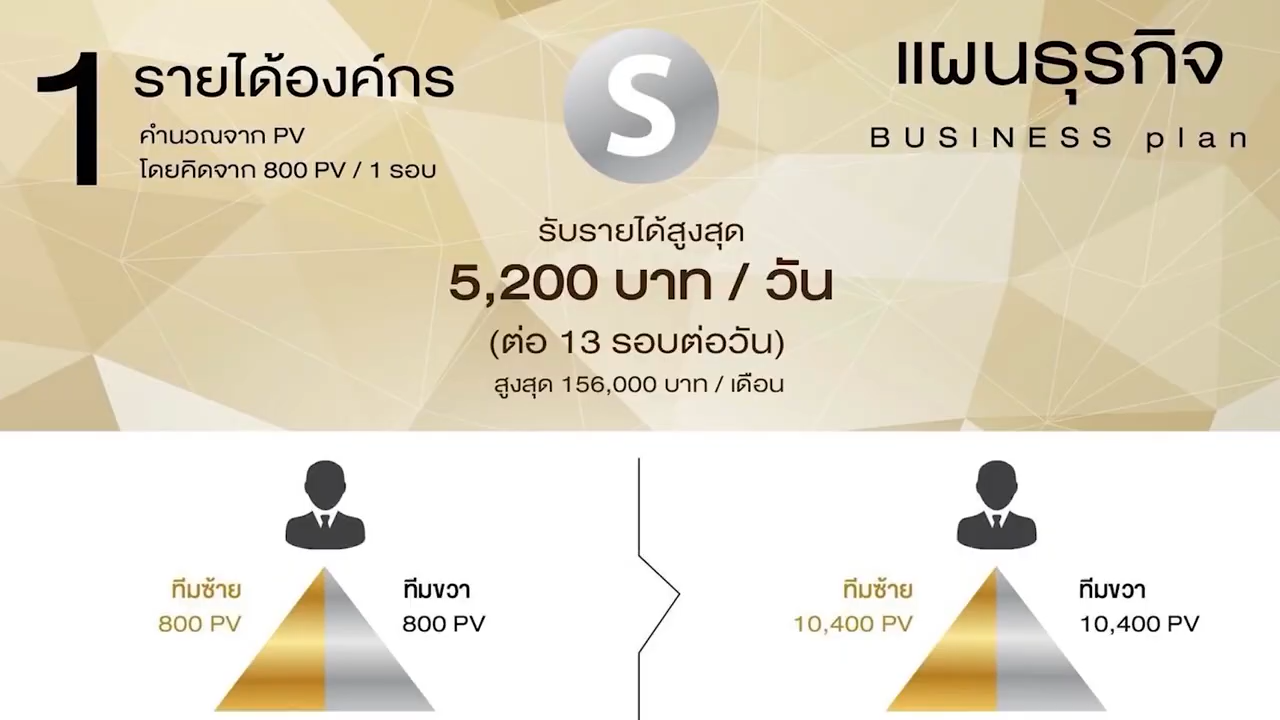 1
รายได้องค์กร
คำนวณจาก PV
โดยคิดจาก 800 PV / 1 รอบ
S
แผนธุรกิจ
BUSINESS plan
รับรายได้สูงสุด
5,200 บาท / วัน
(ต่อ 13 รอบต่อวัน)
สูงสุด 156,000 บาท / เดือน
ทีมซ้าย
800 PV
ทีมขวา
800 PV
ทีมซ้าย
10,400 PV
ทีมขวา
10,400 PV